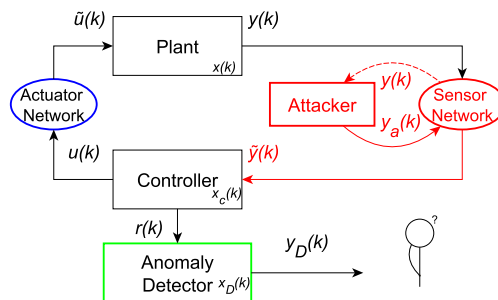 ũ(k)
y(k)
Plant
x(k)
Actuator
Network
Attacker
y(k)
y_a(k)
Sensor
Network
u(k)
ỹ(k)
Controller
x_c(k)
r(k)
Anomaly
Detector
x_D(k)
y_D(k)
?